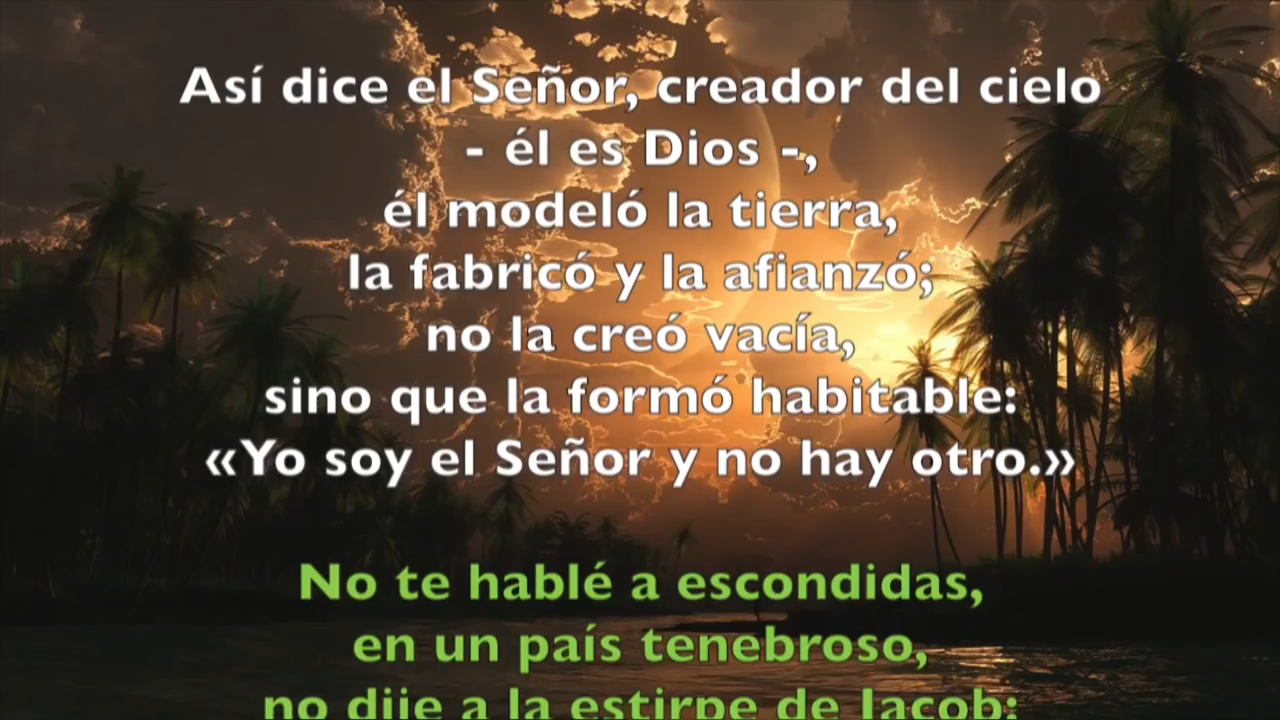 Así dice el Señor, creador del cielo
- él es Dios -,
él modeló la tierra,
la fabricó y la afianzó;
no la creó vacía,
sino que la formó habitable:
«Yo soy el Señor y no hay otro.»
No te hablé a escondidas,
en un país tenebroso,
no dije a la estirpe de Jacob: